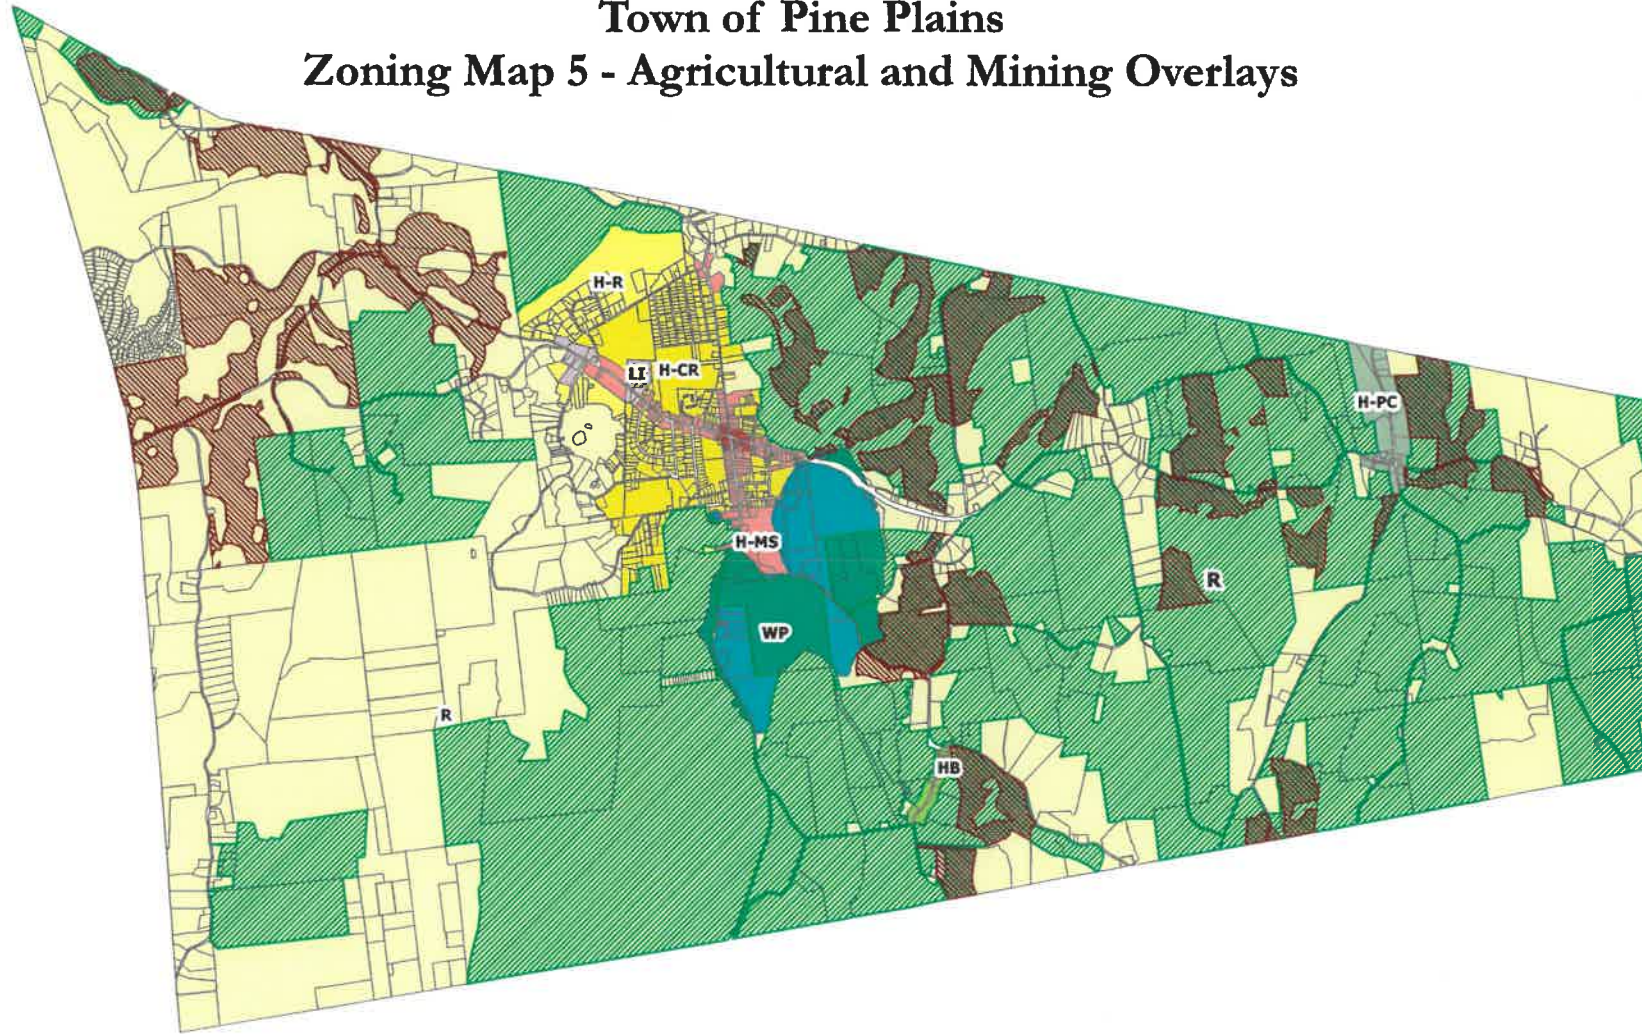 Town of Pine Plains
Zoning Map 5 - Agricultural and Mining Overlays
H-R
LI
H-CR
H-PC
H-MS
R
WP
R
HB